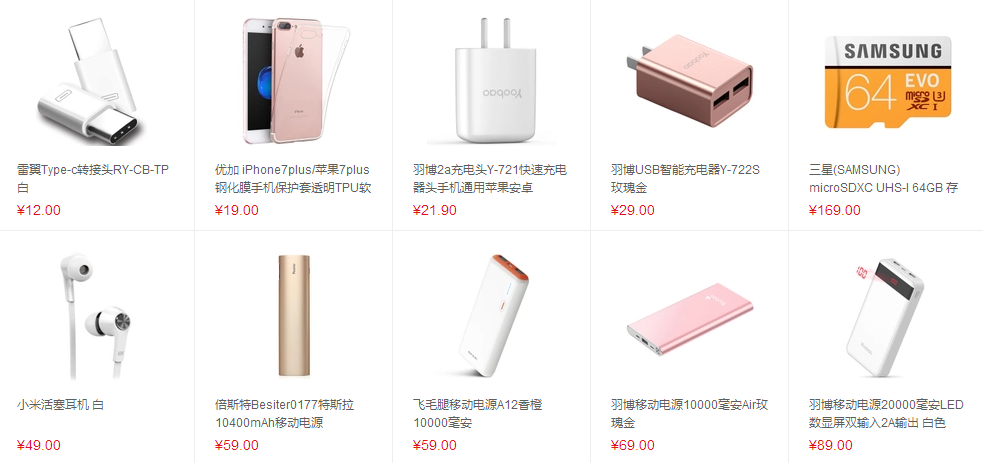 SAMSUNG
64 EVO
micro
SD
XC I
U3
Yoobao
Yoobao
雷翼Type-c转接头RY-CB-TP
白
¥12.00
优加 iPhone7plus/苹果7plus
钢化膜手机保护套透明TPU软
¥19.00
羽博2a充电头Y-721快速充电
器头手机通用苹果安卓
¥21.90
羽博USB智能充电器Y-722S
玫瑰金
¥29.00
三星(SAMSUNG)
microSDXC UHS-I 64GB 存
¥169.00
100
小米活塞耳机 白
¥49.00
倍斯特Besiter0177特斯拉
10400mAh移动电源
¥59.00
飞毛腿移动电源A12香橙
10000毫安
¥59.00
羽博移动电源10000毫安Air玫
瑰金
¥69.00
羽博移动电源20000毫安LED
数显屏双输入2A输出 白色
¥89.00